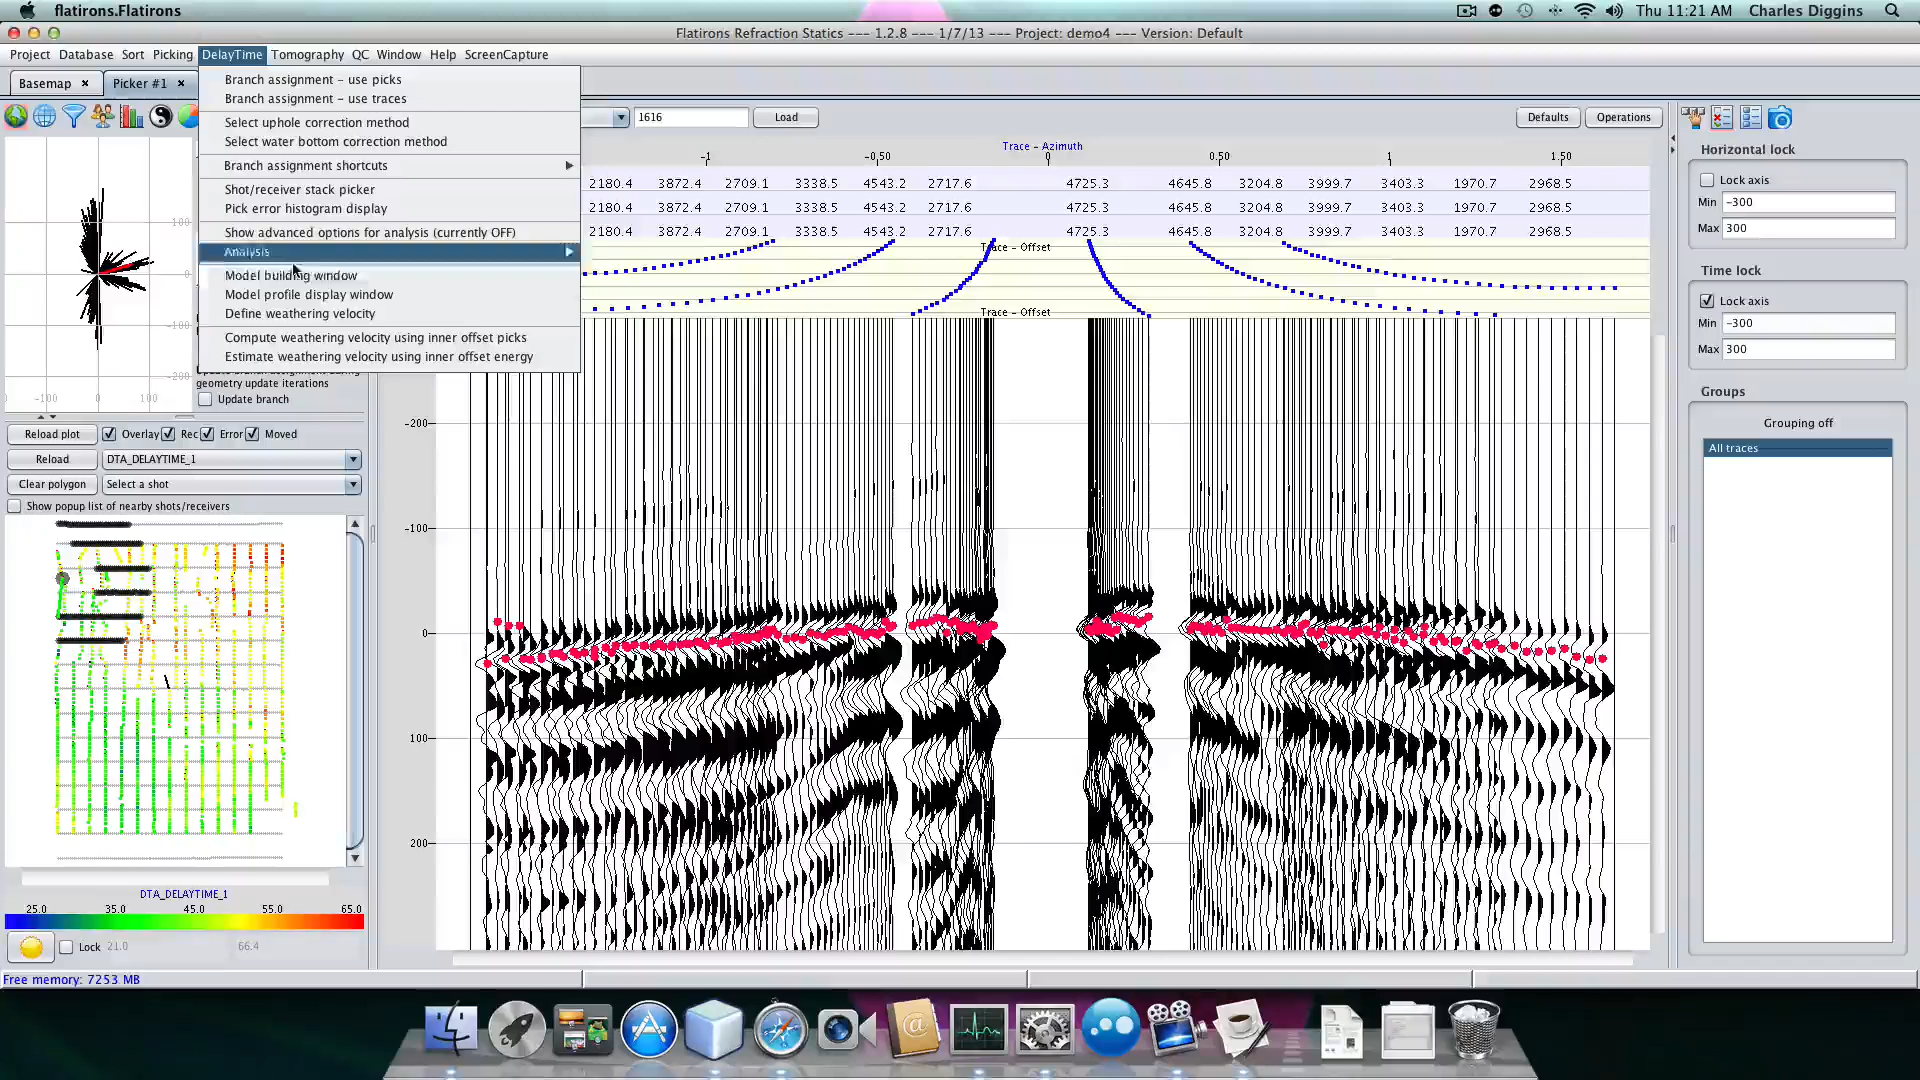 flatirons.Flatirons
Thu 11:21 AM Charles Diggins
Flatirons Refraction Statics --- 1.2.8 --- 1/7/13 --- Project: demo4 --- Version: Default
Project Database Sort Picking DelayTime Tomography QC Window Help ScreenCapture
Basemap Picker #1
Branch assignment - use picks
Branch assignment - use traces
Select uphole correction method
Select water bottom correction method
Branch assignment shortcuts
Shot/receiver stack picker
Pick error histogram display
Show advanced options for analysis (currently OFF)
Analysis
Model building window
Model profile display window
Define weathering velocity
Compute weathering velocity using inner offset picks
Estimate weathering velocity using inner offset energy
geometry update iterations
Update branch
1616 Load Defaults Operations
Trace - Azimuth
-1 -0,50 0 0.50 1 1.50
2180.4 3872.4 2709.1 3338.5 4543.2 2717.6 4725.3 4645.8 3204.8 3999.7 3403.3 1970.7 2968.5
2180.4 3872.4 2709.1 3338.5 4543.2 2717.6 4725.3 4645.8 3204.8 3999.7 3403.3 1970.7 2968.5
2180.4 3872.4 2709.1 3338.5 4543.2 2717.6 4725.3 4645.8 3204.8 3999.7 3403.3 1970.7 2968.5
Trace - Offset
Trace - Offset
-200
-100
0
100
200
100
0
-100
-200
-100 0 100
Reload plot Overlay Rec Error Moved
Reload DTA_DELAYTIME_1
Clear polygon Select a shot
Show popup list of nearby shots/receivers
DTA_DELAYTIME_1
25.0 35.0 45.0 55.0 65.0
Lock 21.0 66.4
Free memory: 7253 MB
Horizontal lock
Lock axis
Min -300
Max 300
Time lock
Lock axis
Min -300
Max 300
Groups
Grouping off
All traces